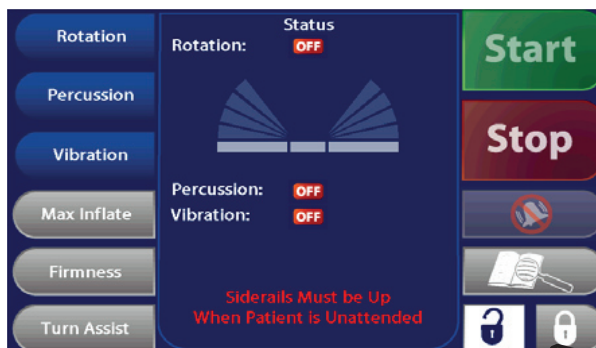 Rotation
Percussion
Vibration
Max Inflate
Firmness
Turn Assist
Status
Rotation: OFF
Percussion: OFF
Vibration: OFF
Siderails Must be Up
When Patient is Unattended
Start
Stop